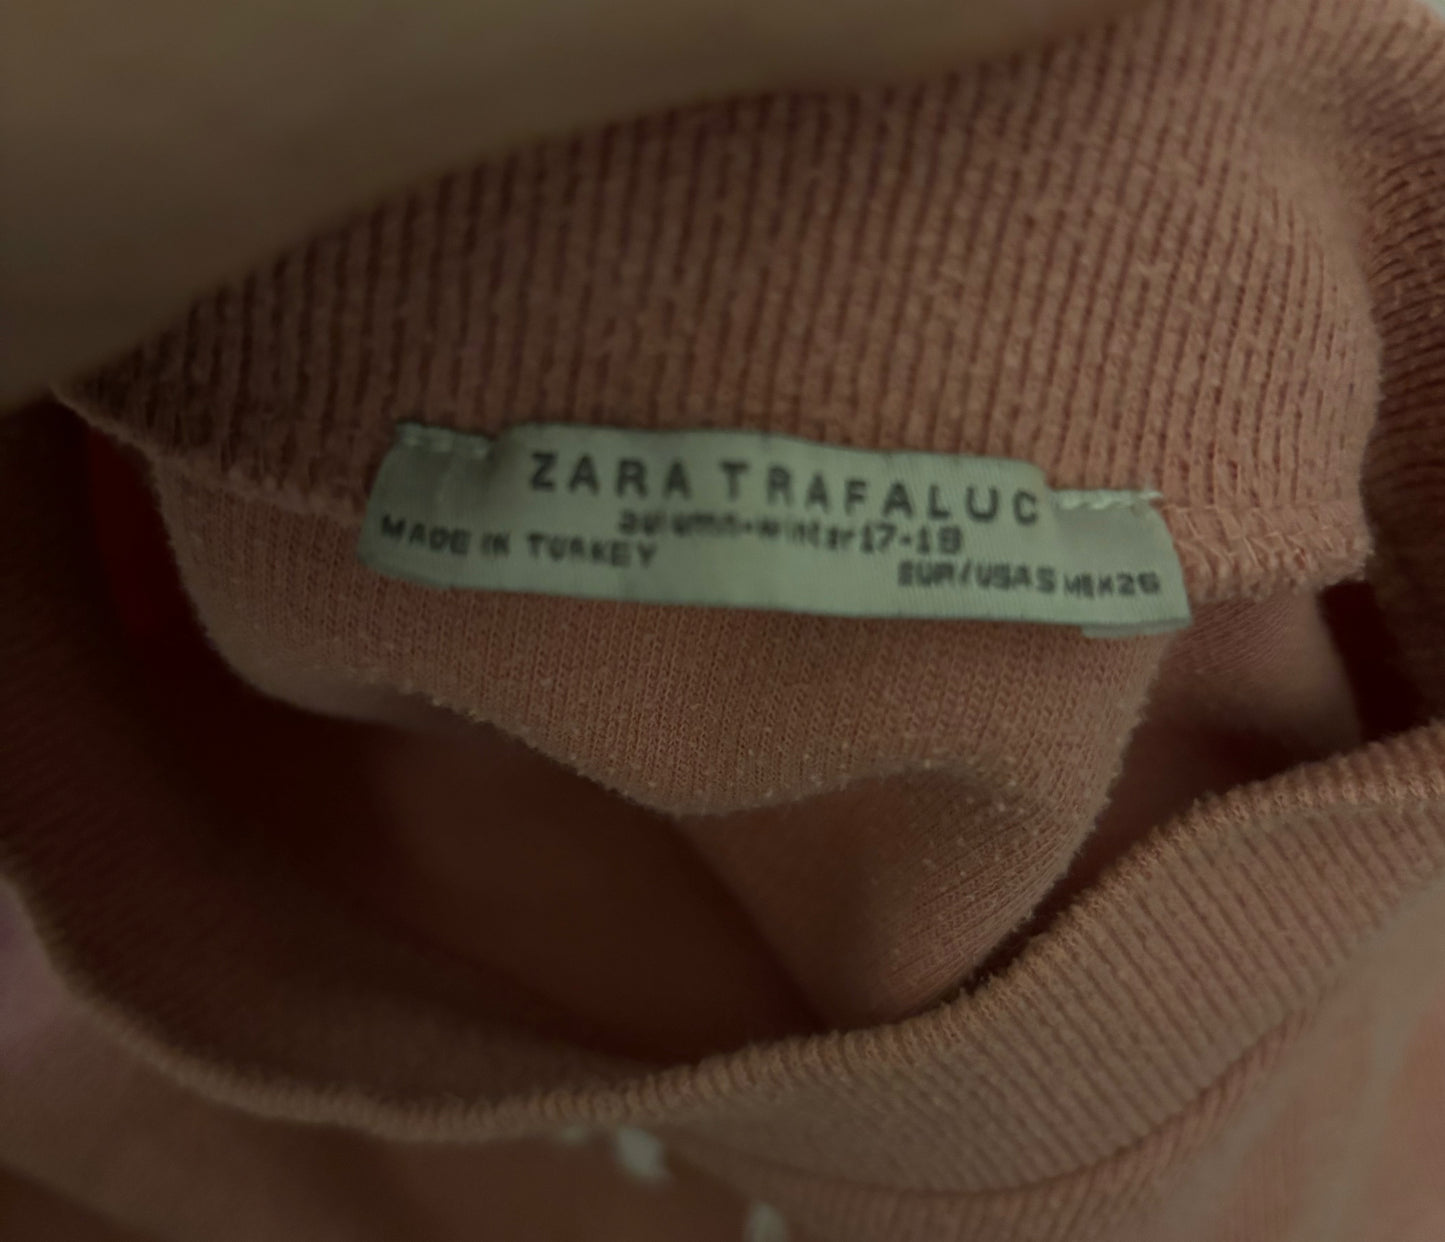 ZARA TRAFALUC
autumn-winter 17-18
MADE IN TURKEY
EUR/USA S MEX 26